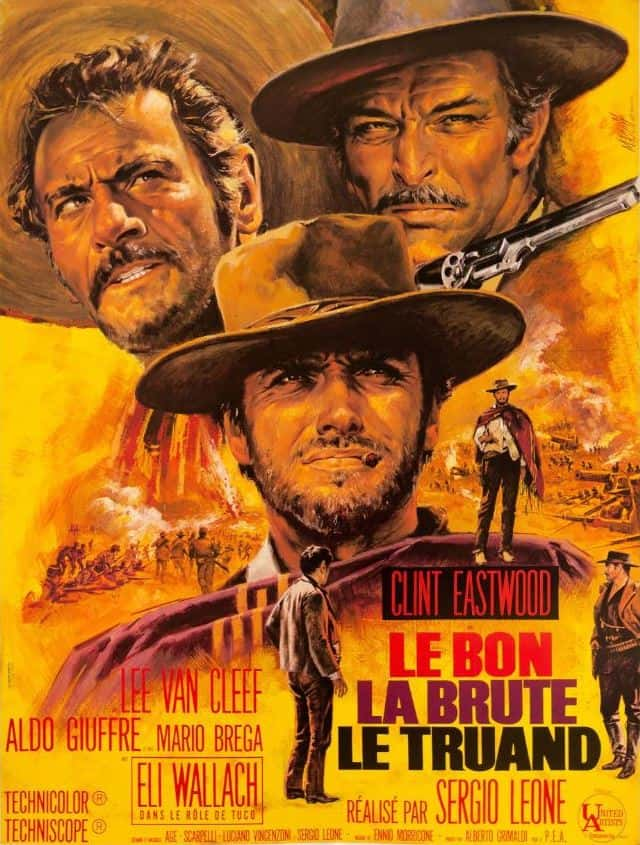 CLINT EASTWOOD
LE BON
LA BRUTE
LE TRUAND
LEE VAN CLEEF
ALDO GIUFFRE MARIO BREGA
ELI WALLACH
DANS LE RÔLE DE TUCO
RÉALISÉ PAR SERGIO LEONE
TECHNICOLOR ®
TECHNISCOPE ®
AGE - SCARPELLI - LUCIANO VINCENZONI - SERGIO LEONE ENNIO MORRICONE ALBERTO GRIMALDI P.E.A.
UA UNITED ARTISTS